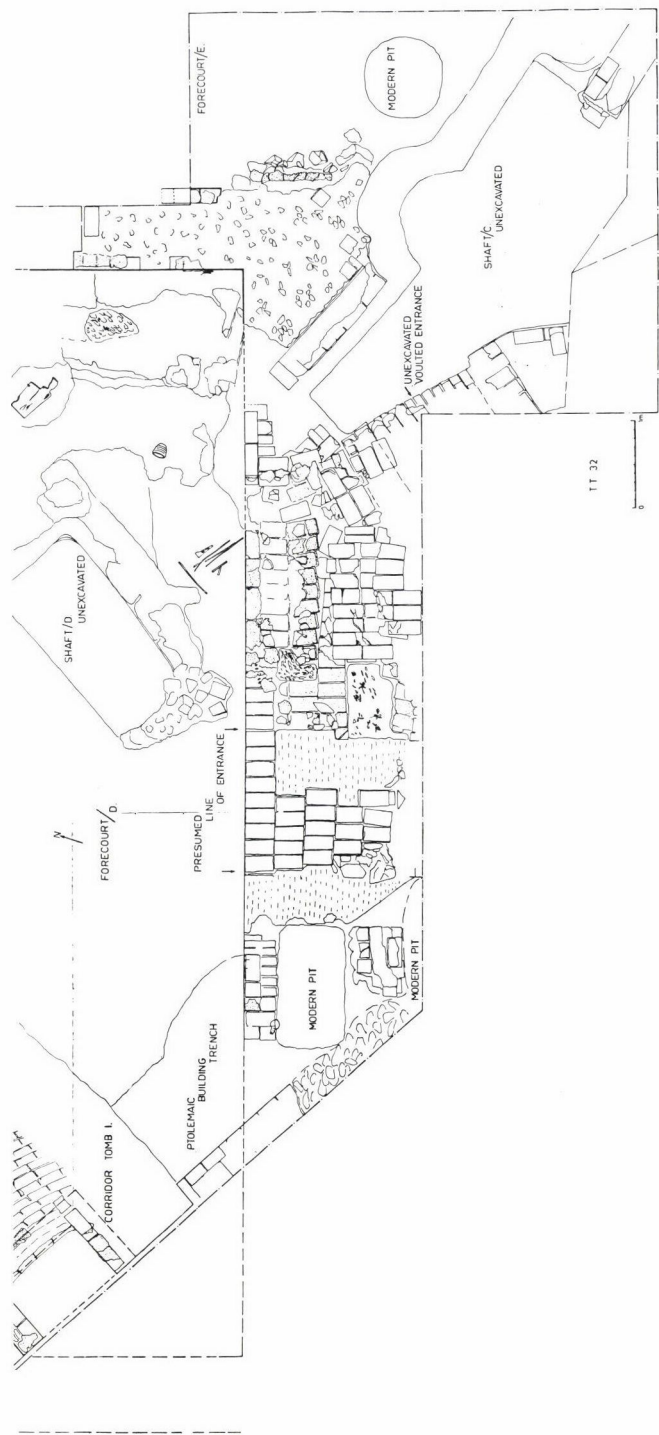 FORECOURT/E.
MODERN PIT
SHAFT/C
UNEXCAVATED
UNEXCAVATED
VOULTED ENTRANCE
SHAFT/D
UNEXCAVATED
N
FORECOURT/
D
PRESUMED
LINE
OF ENTRANCE
MODERN PIT
MODERN PIT
PTOLEMAIC
BUILDING
TRENCH
CORRIDOR TOMB I.
TT 32
0
5m